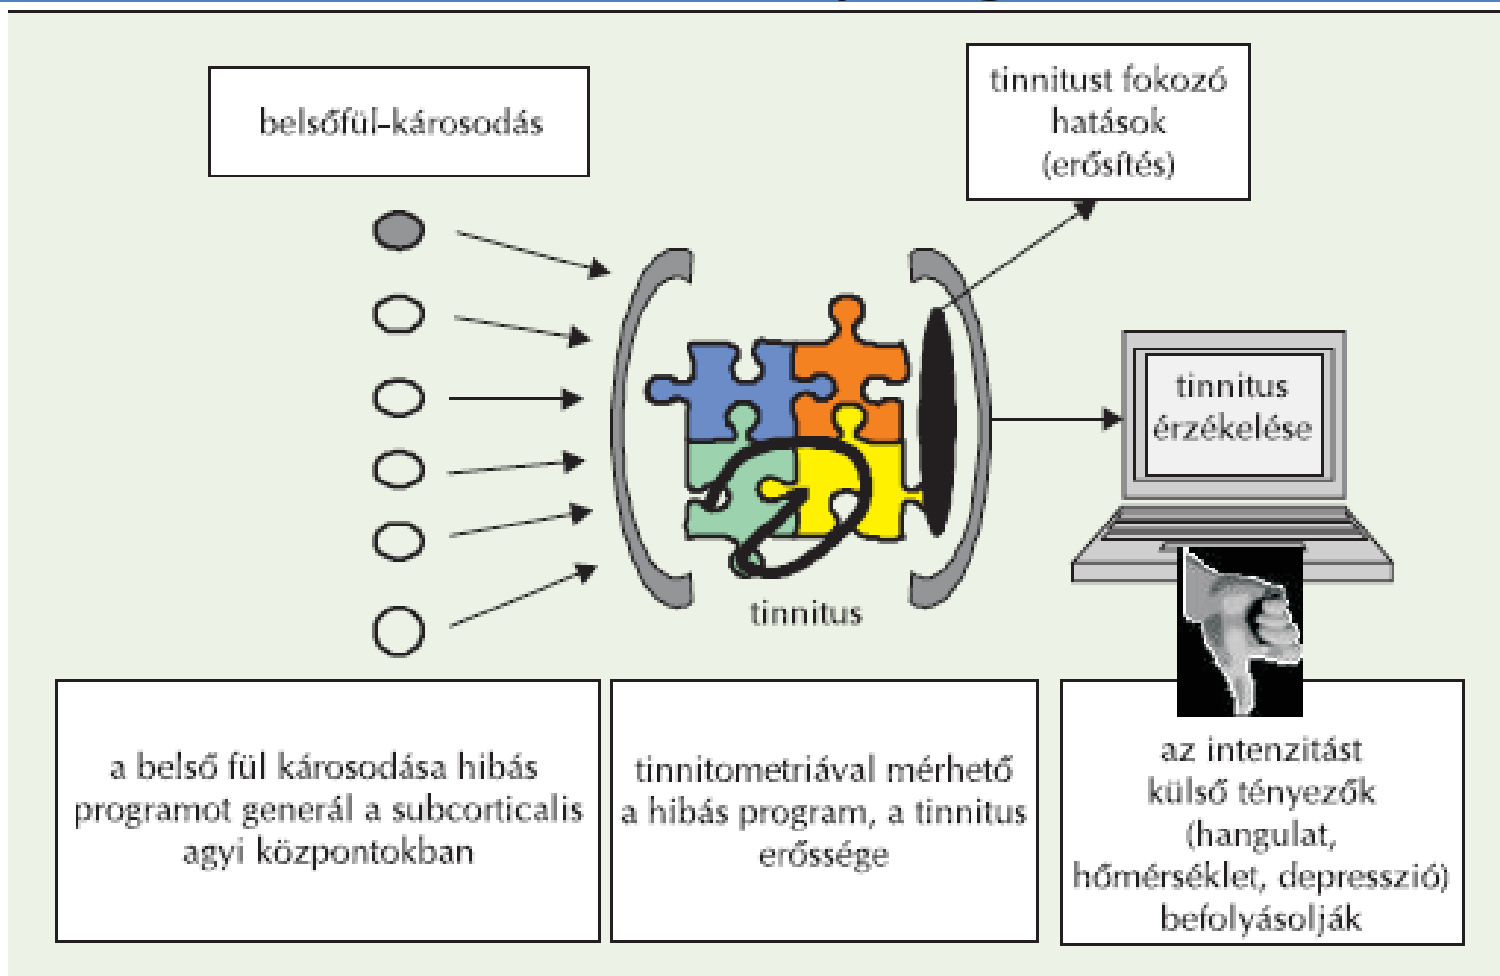 belsőfül-károsodás
tinnitust fokozó
hatások
(erősítés)
tinnitus
érzékelése
tinnitus
a belső fül károsodása hibás
programot generál a subcorticalis
agyi központokban
tinnitometriával mérhető
a hibás program, a tinnitus
erőssége
az intenzitást
külső tényezők
(hangulat,
hőmérséklet, depresszió)
befolyásolják